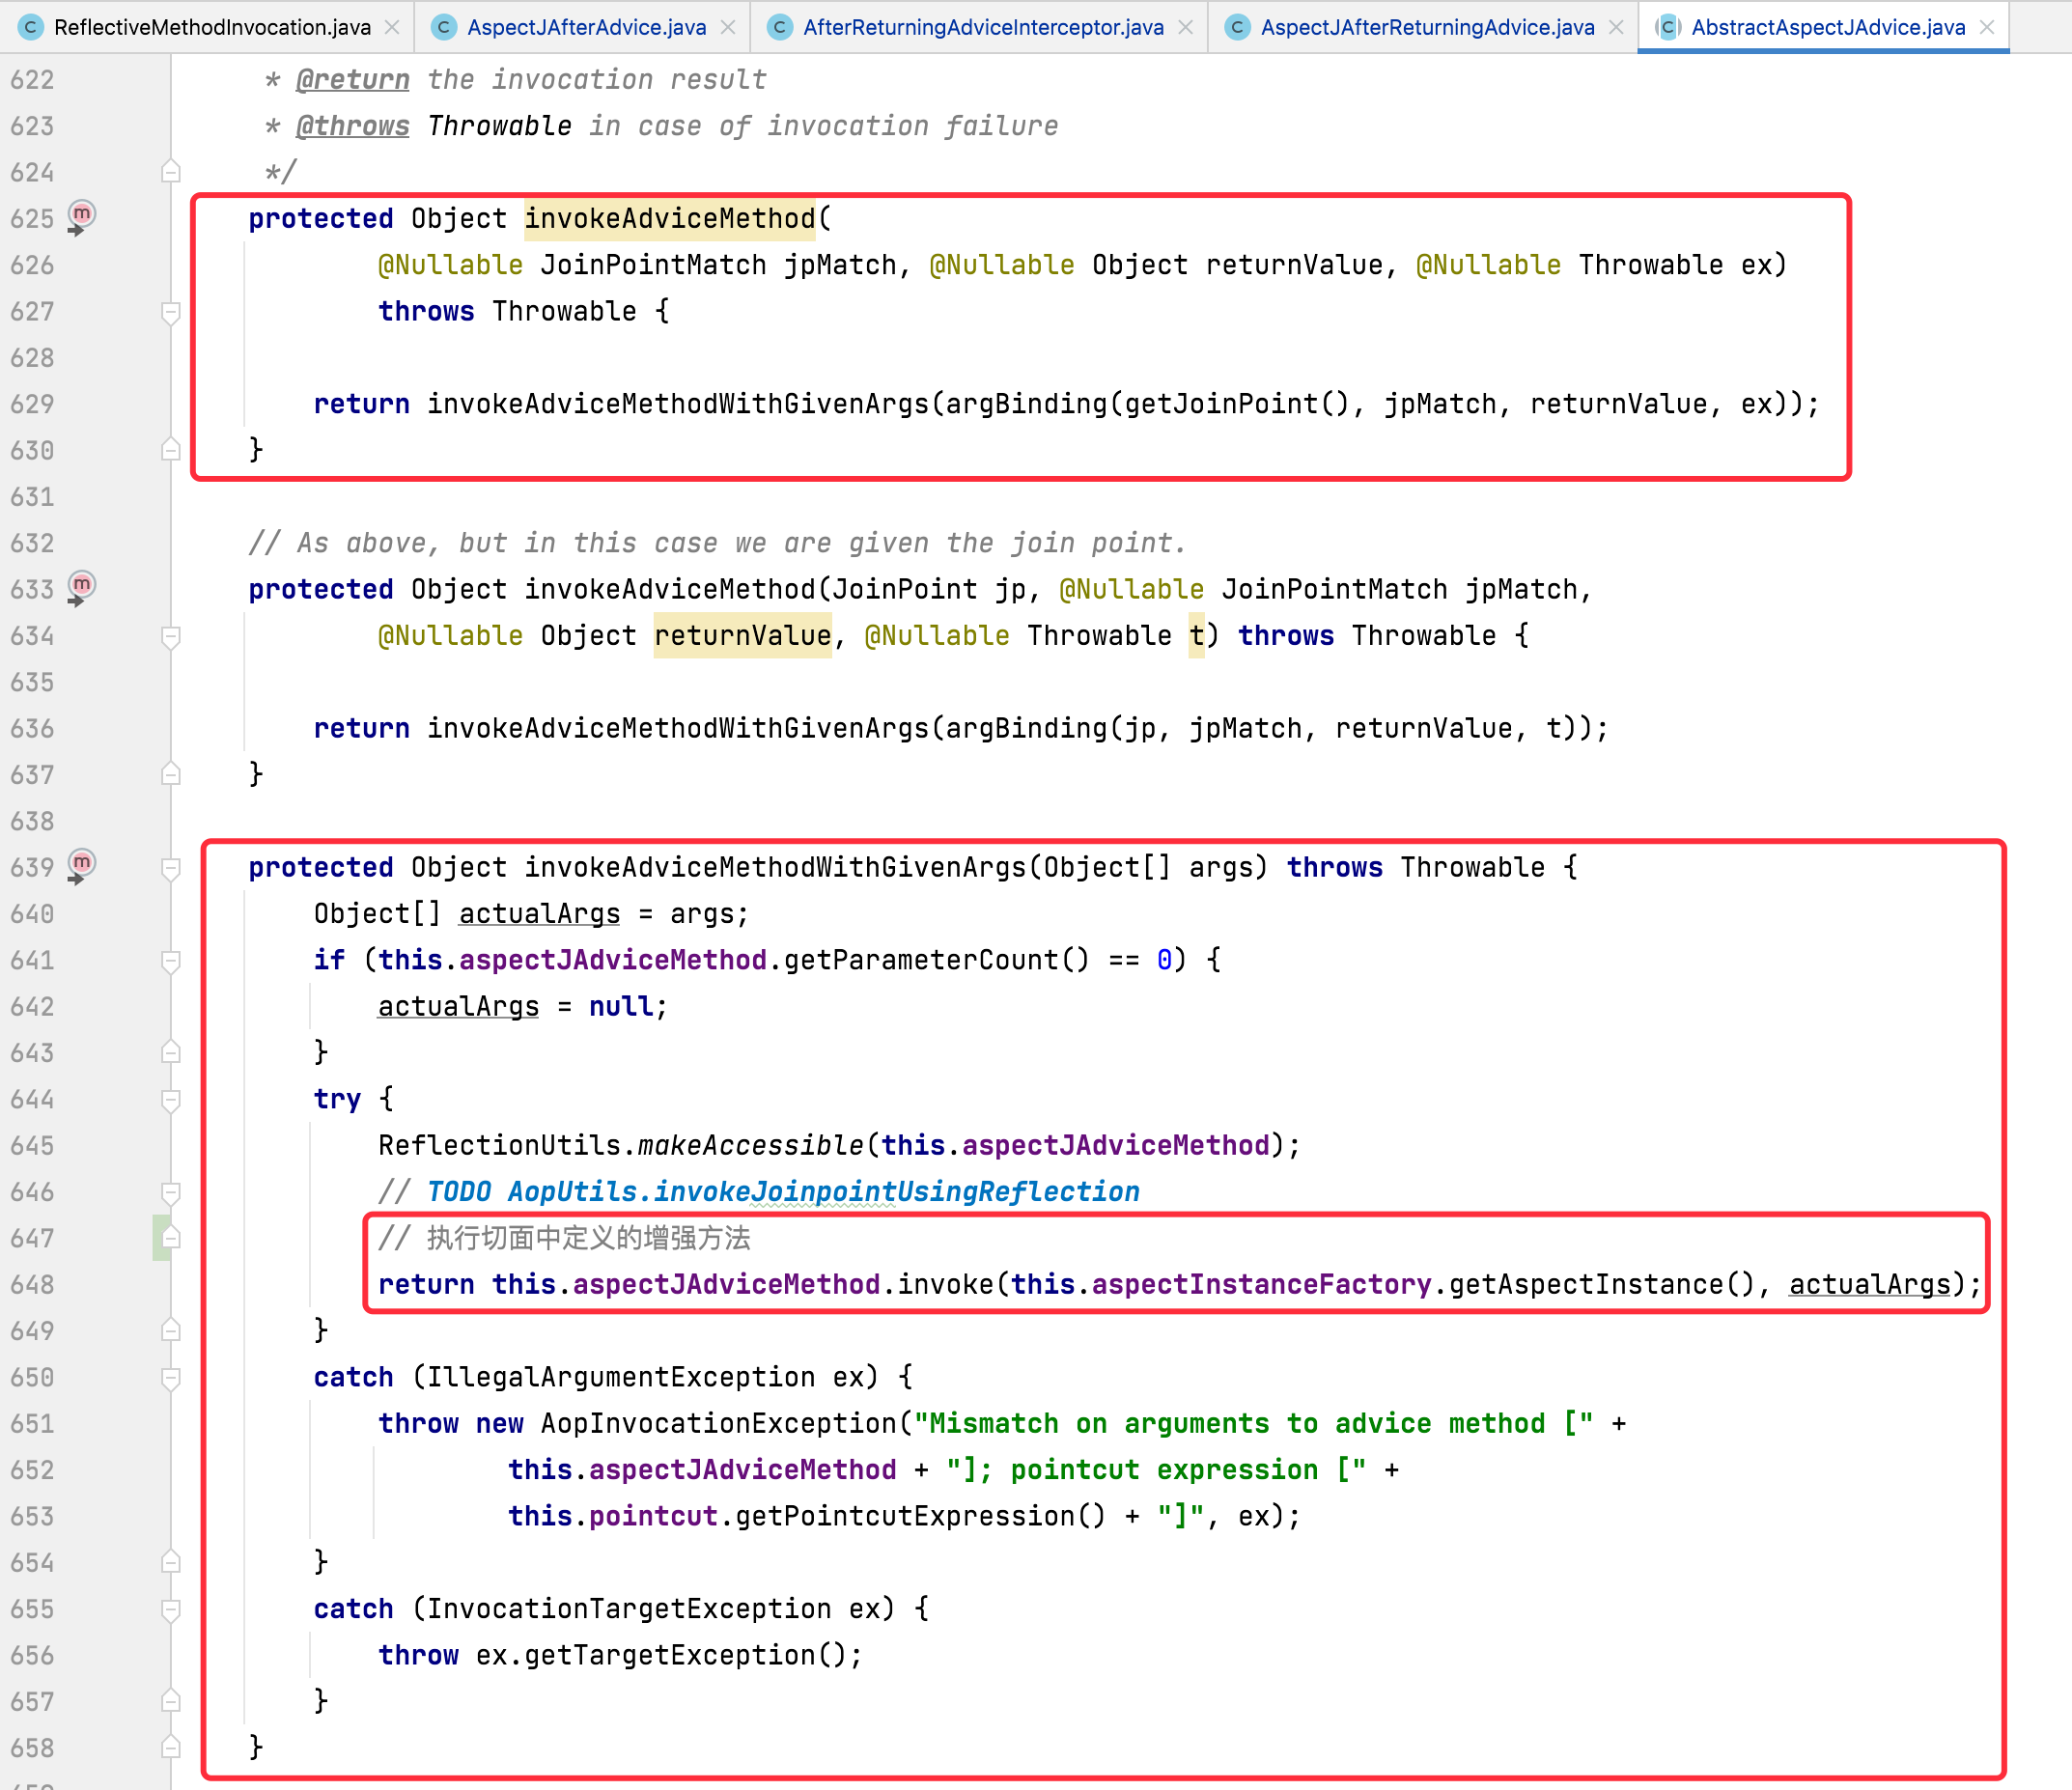 ReflectiveMethodInvocation.java AspectJAfterAdvice.java AfterReturningAdviceInterceptor.java AspectJAfterReturningAdvice.java AbstractAspectJAdvice.java
622 * @return the invocation result
623 * @throws Throwable in case of invocation failure
624 */
625 protected Object invokeAdviceMethod(
626 @Nullable JoinPointMatch jpMatch, @Nullable Object returnValue, @Nullable Throwable ex)
627 throws Throwable {
628
629 return invokeAdviceMethodWithGivenArgs(argBinding(getJoinPoint(), jpMatch, returnValue, ex));
630 }
631
632 // As above, but in this case we are given the join point.
633 protected Object invokeAdviceMethod(JoinPoint jp, @Nullable JoinPointMatch jpMatch,
634 @Nullable Object returnValue, @Nullable Throwable t) throws Throwable {
635
636 return invokeAdviceMethodWithGivenArgs(argBinding(jp, jpMatch, returnValue, t));
637 }
638
639 protected Object invokeAdviceMethodWithGivenArgs(Object[] args) throws Throwable {
640 Object[] actualArgs = args;
641 if (this.aspectJAdviceMethod.getParameterCount() == 0) {
642 actualArgs = null;
643 }
644 try {
645 ReflectionUtils.makeAccessible(this.aspectJAdviceMethod);
646 // TODO AopUtils.invokeJoinpointUsingReflection
647 // 执行切面中定义的增强方法
648 return this.aspectJAdviceMethod.invoke(this.aspectInstanceFactory.getAspectInstance(), actualArgs);
649 }
650 catch (IllegalArgumentException ex) {
651 throw new AopInvocationException("Mismatch on arguments to advice method [" +
652 this.aspectJAdviceMethod + "]; pointcut expression [" +
653 this.pointcut.getPointcutExpression() + "]", ex);
654 }
655 catch (InvocationTargetException ex) {
656 throw ex.getTargetException();
657 }
658 }